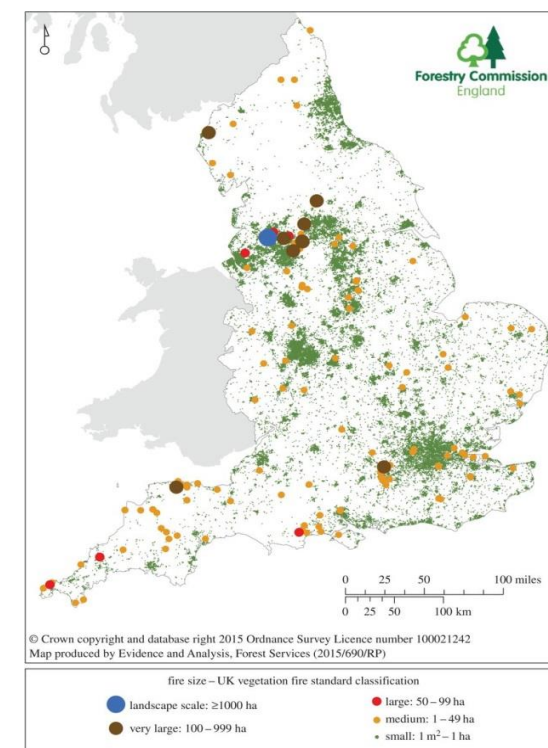 Forestry Commission
England
0 50 100 miles
0 25 50 100 km
© Crown copyright and database right 2015 Ordnance Survey Licence number 100021242
Map produced by Evidence and Analysis, Forest Services (2015/690/RP)
fire size – UK vegetation fire standard classification
landscape scale: ≥1000 ha
very large: 100 – 999 ha
large: 50 – 99 ha
medium: 1 – 49 ha
small: 1 m² – 1 ha